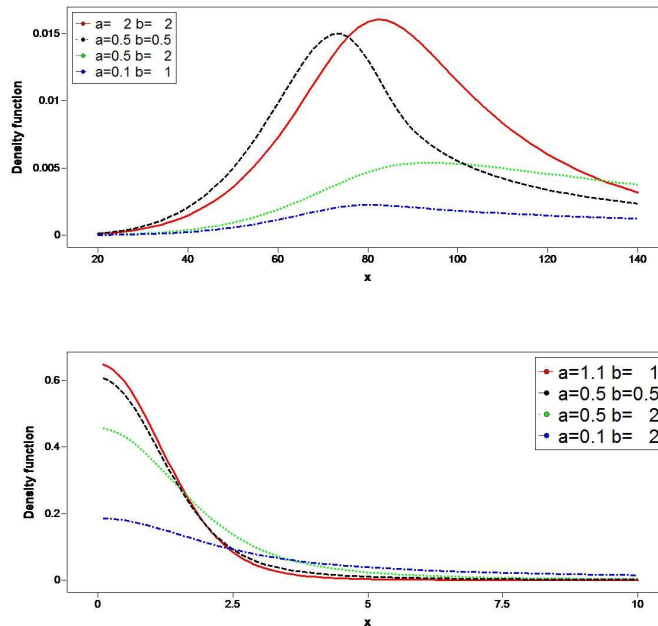 a= 2 b= 2
a=0.5 b=0.5
a=0.5 b= 2
a=0.1 b= 1
0.015
0.01
0.005
0
Density function
20 40 60 80 100 120 140
x
a=1.1 b= 1
a=0.5 b=0.5
a=0.5 b= 2
a=0.1 b= 2
0.6
0.4
0.2
0
Density function
0 2.5 5 7.5 10
x